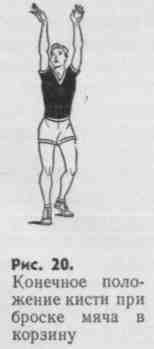 Рис. 20.
Конечное поло-
жение кисти при
броске мяча в
корзину